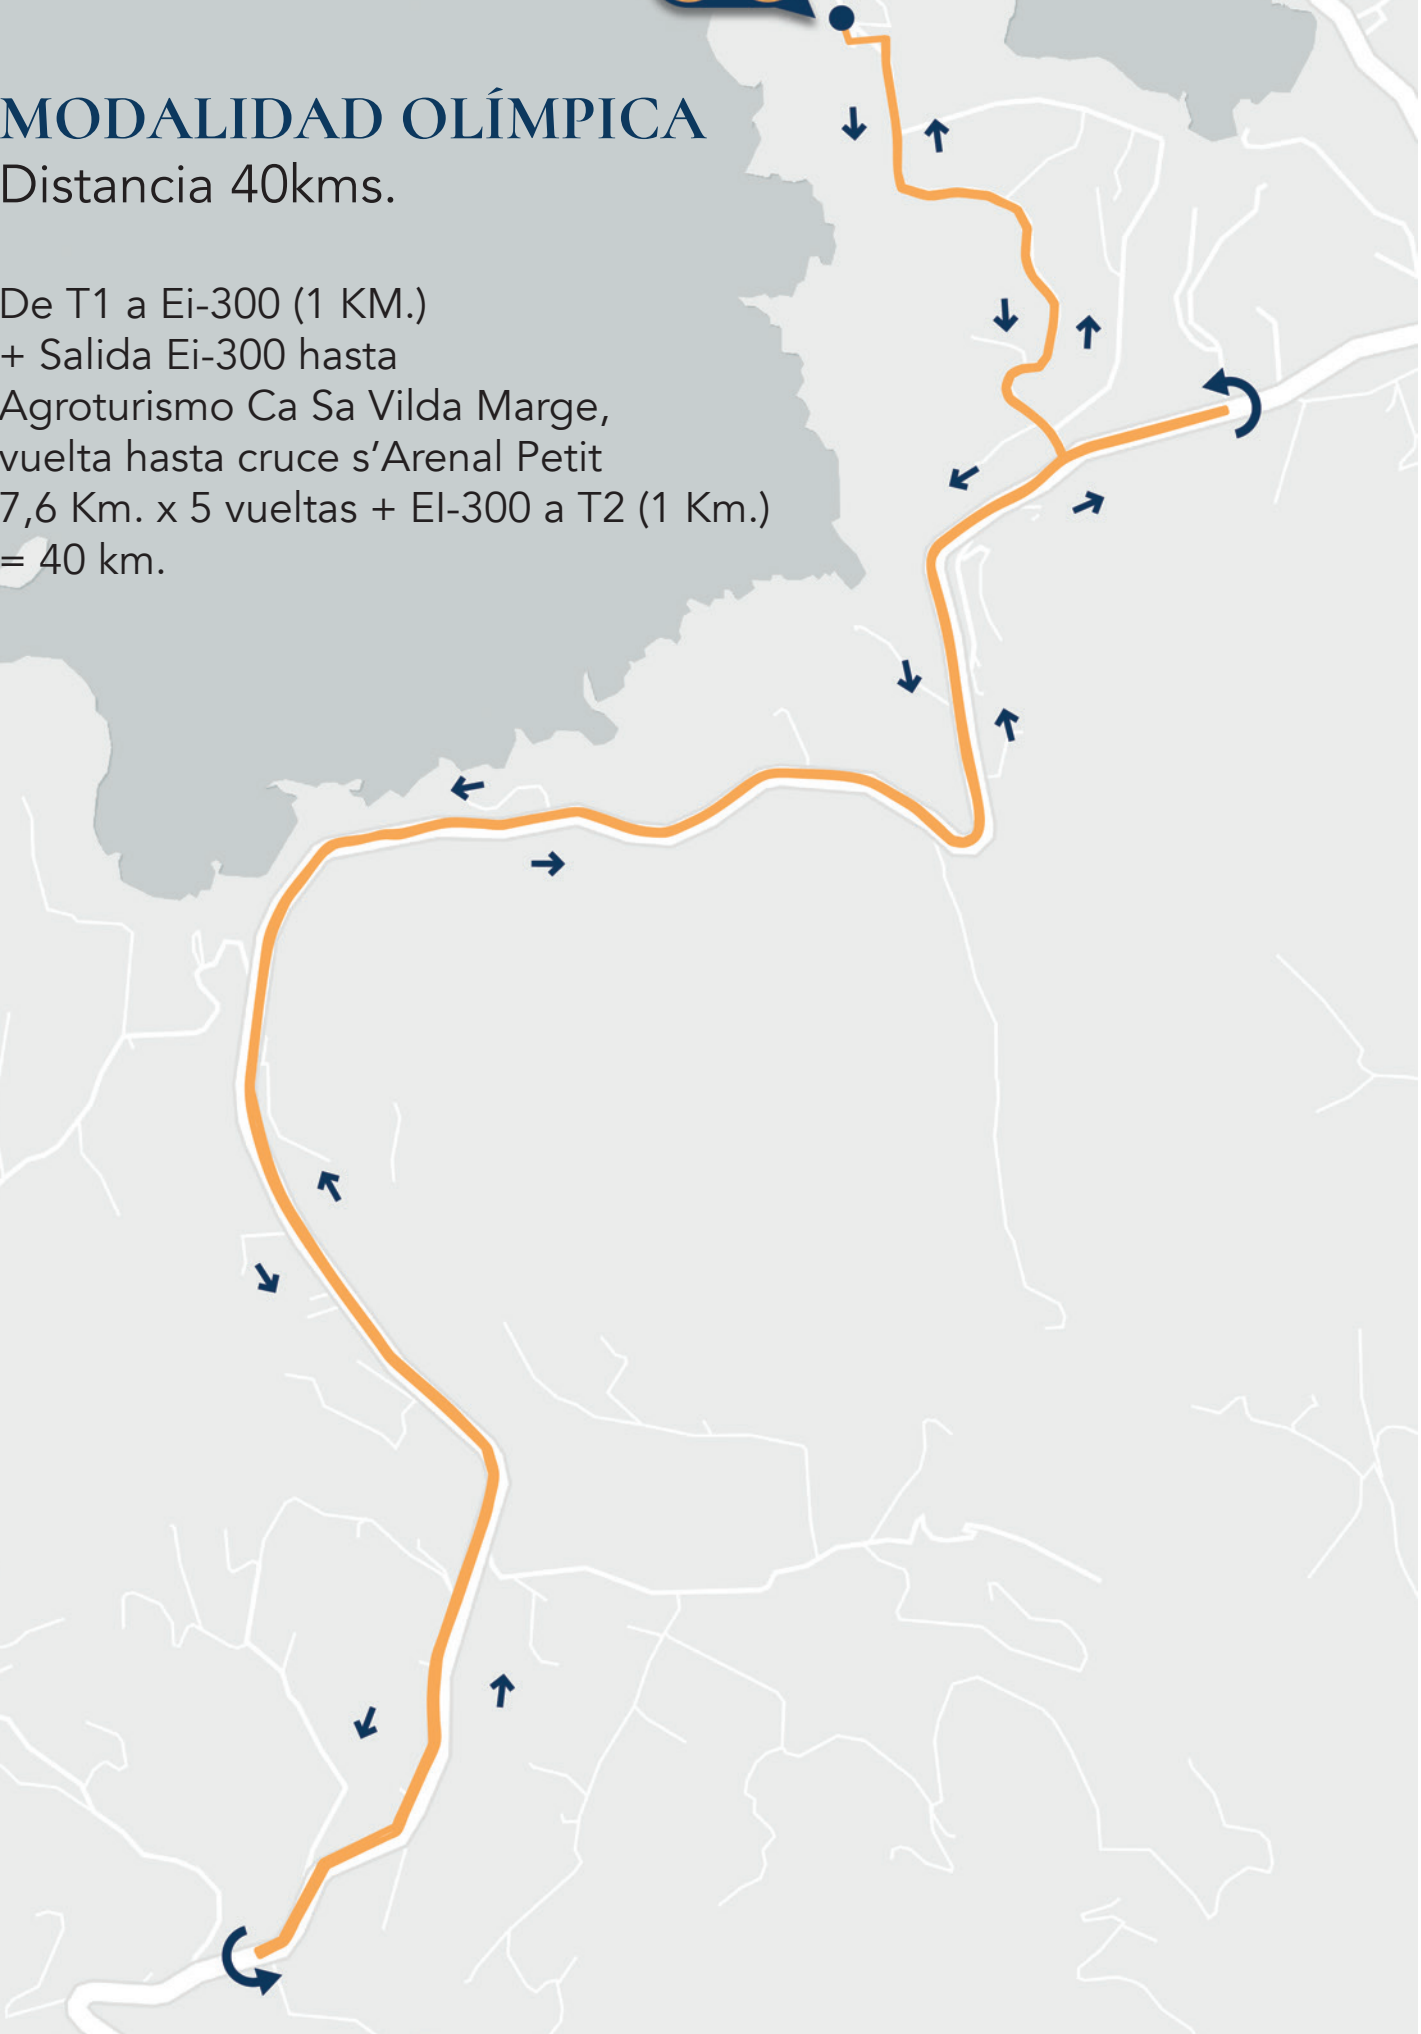 MODALIDAD OLÍMPICA
Distancia 40kms.
De T1 a Ei-300 (1 KM.)
+ Salida Ei-300 hasta
Agroturismo Ca Sa Vilda Marge,
vuelta hasta cruce s’Arenal Petit
7,6 Km. x 5 vueltas + EI-300 a T2 (1 Km.)
= 40 km.